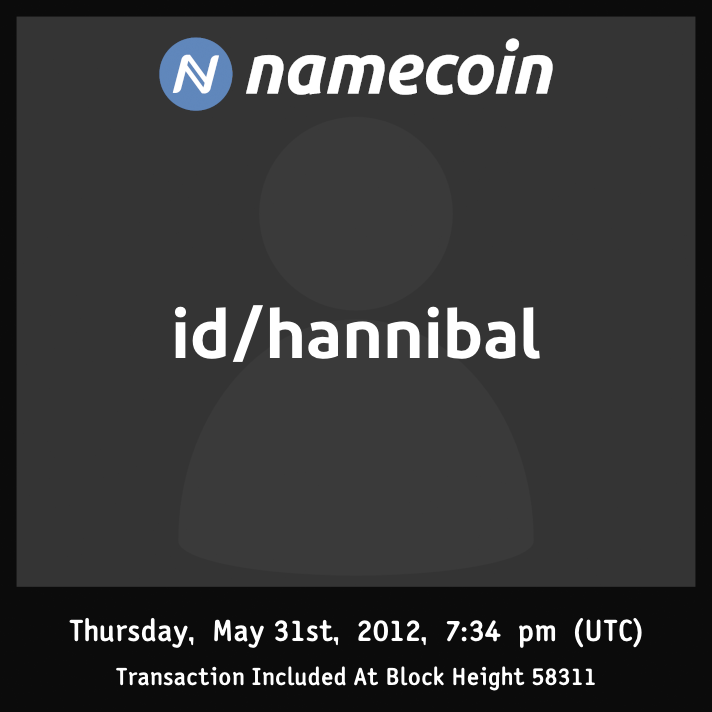 namecoin
id/hannibal
Thursday, May 31st, 2012, 7:34 pm (UTC)
Transaction Included At Block Height 58311